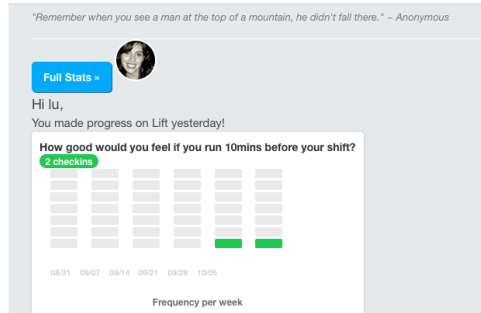 "Remember when you see a man at the top of a mountain, he didn't fall there." ~ Anonymous
Full Stats »
Hi lu,
You made progress on Lift yesterday!
How good would you feel if you run 10mins before your shift?
2 checkins
08/31 09/07 09/14 09/21 09/28 10/05
Frequency per week